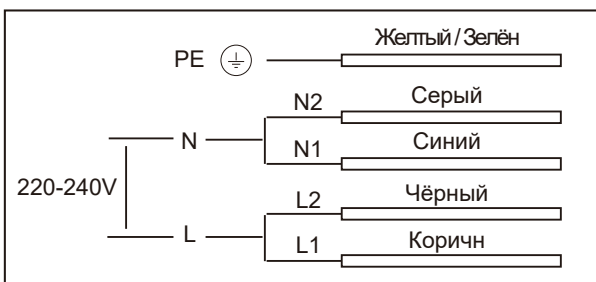 PE Желтый / Зелён
N2 Серый
N
N1 Синий
220-240V
L2 Чёрный
L
L1 Коричн